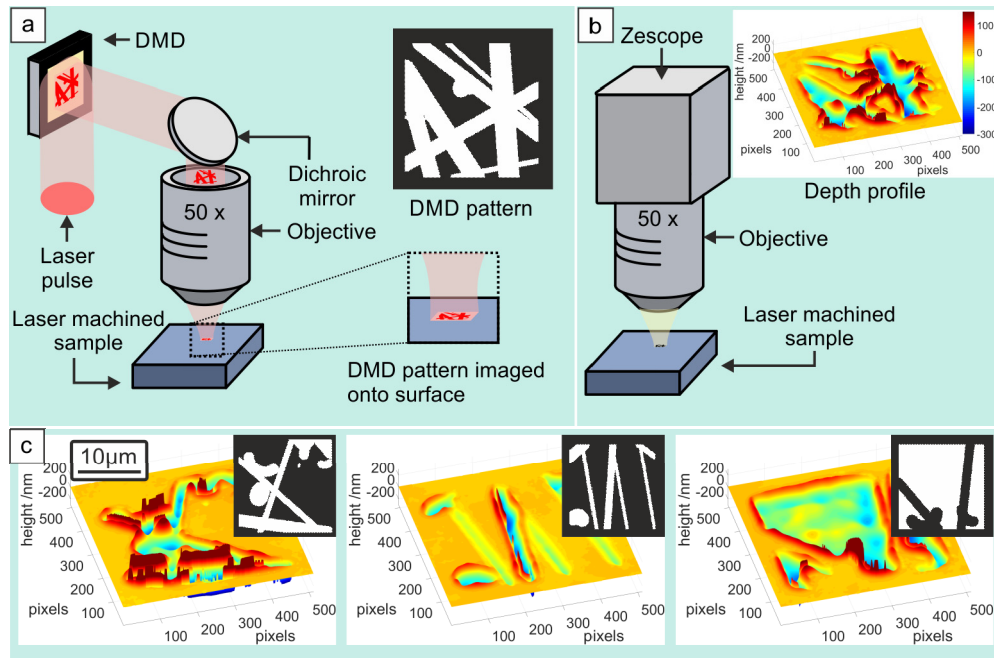 a
DMD
Dichroic
mirror
50 x
Objective
Laser
pulse
Laser machined
sample
DMD pattern
DMD pattern imaged
onto surface
b
Zescope
50 x
Objective
Laser machined
sample
height /nm
200
0
-200
500
400
300
200
100
pixels
100
200
300
400
500
pixels
100
0
-100
-200
-300
Depth profile
c
10µm
height /nm
200
0
-200
500
400
300
200
100
pixels
100
200
300
400
500
pixels
height /nm
200
0
-200
500
400
300
200
100
pixels
100
200
300
400
500
pixels
height /nm
200
0
-200
500
400
300
200
100
pixels
100
200
300
400
500
pixels